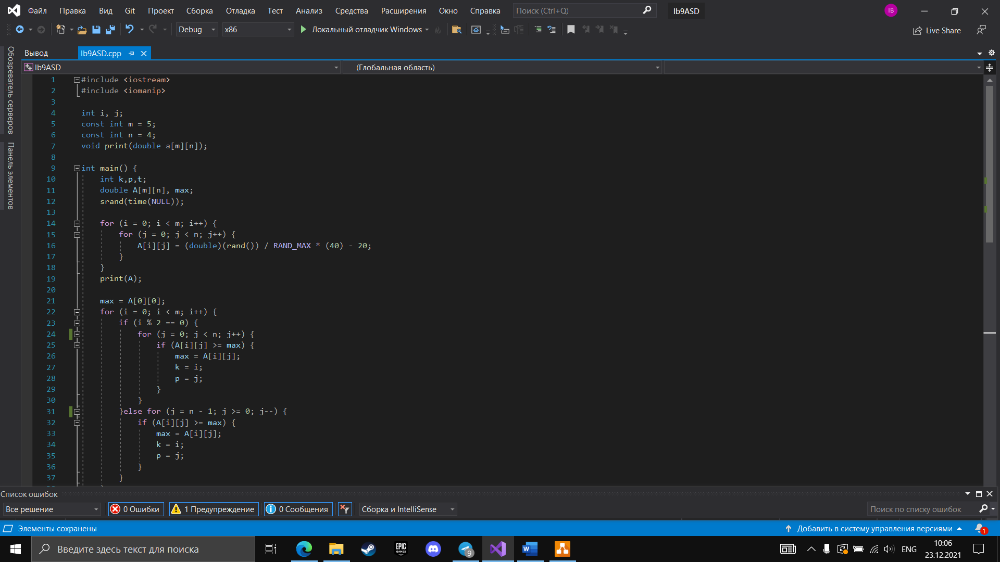 Файл Правка Вид Git Проект Сборка Отладка Тест Анализ Средства Расширения Окно Справка Поиск (Ctrl+Q) lb9ASD IB
Debug x86 Локальный отладчик Windows Live Share
Обозреватель серверов
Панель элементов
Вывод lb9ASD.cpp
lb9ASD (Глобальная область)
1 #include <iostream>
2 #include <iomanip>
3
4 int i, j;
5 const int m = 5;
6 const int n = 4;
7 void print(double a[m][n]);
8
9 int main() {
10 int k,p,t;
11 double A[m][n], max;
12 srand(time(NULL));
13
14 for (i = 0; i < m; i++) {
15 for (j = 0; j < n; j++) {
16 A[i][j] = (double)(rand()) / RAND_MAX * (40) - 20;
17 }
18 }
19 print(A);
20
21 max = A[0][0];
22 for (i = 0; i < m; i++) {
23 if (i % 2 == 0) {
24 for (j = 0; j < n; j++) {
25 if (A[i][j] >= max) {
26 max = A[i][j];
27 k = i;
28 p = j;
29 }
30 }
31 }else for (j = n - 1; j >= 0; j--) {
32 if (A[i][j] >= max) {
33 max = A[i][j];
34 k = i;
35 p = j;
36 }
37 }
Список ошибок
Все решение 0 Ошибки 1 Предупреждение 0 Сообщения Сборка и IntelliSense Поиск по списку ошибок
Элементы сохранены Добавить в систему управления версиями 1
Введите здесь текст для поиска EPIC GAMES 9 ENG 10:06
23.12.2021